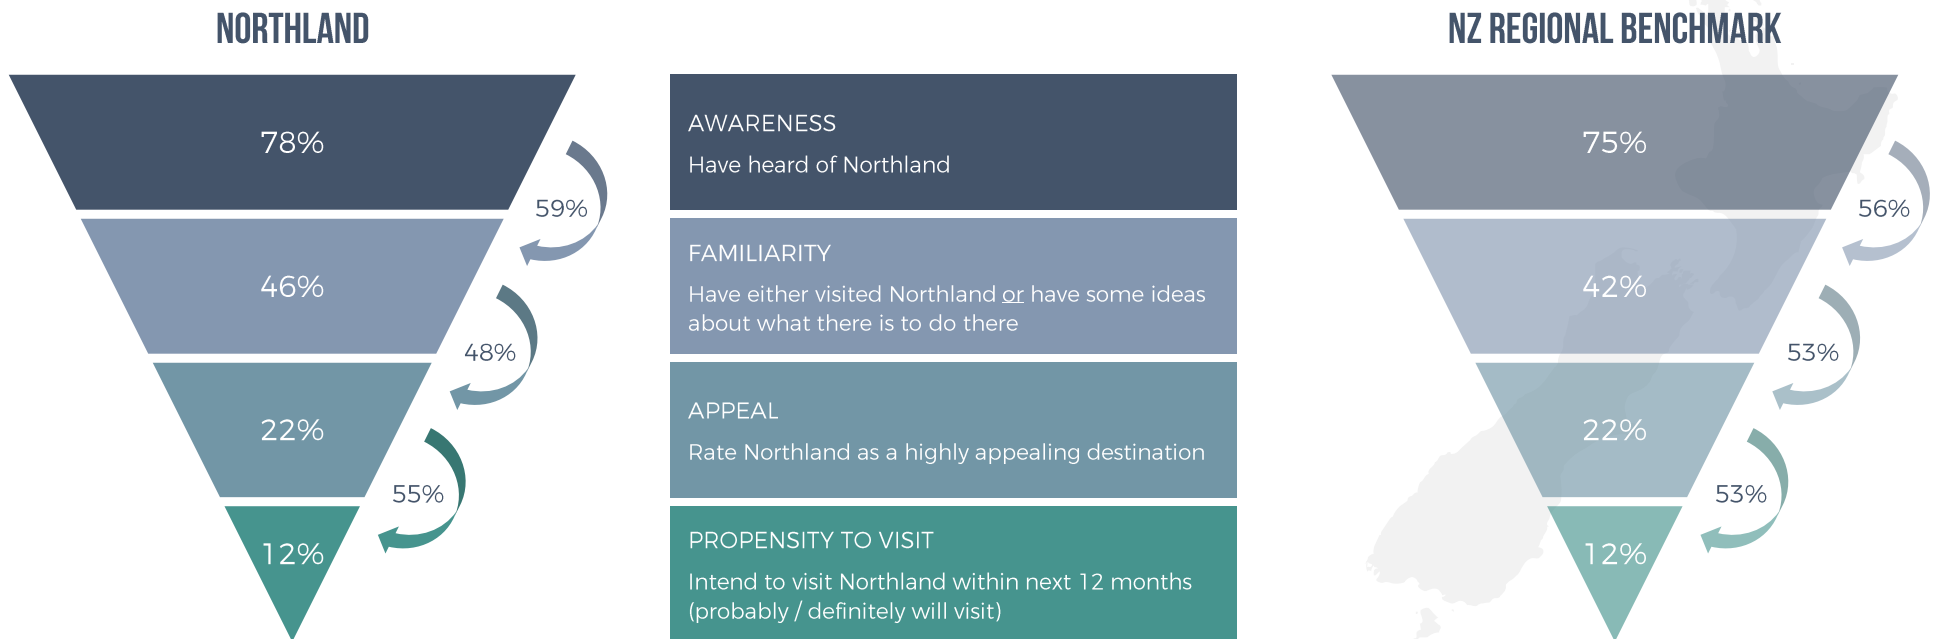 NORTHLAND
78%
59%
46%
48%
22%
55%
12%
AWARENESS
Have heard of Northland
FAMILIARITY
Have either visited Northland or have some ideas
about what there is to do there
APPEAL
Rate Northland as a highly appealing destination
PROPENSITY TO VISIT
Intend to visit Northland within next 12 months
(probably / definitely will visit)
NZ REGIONAL BENCHMARK
75%
56%
42%
53%
22%
53%
12%